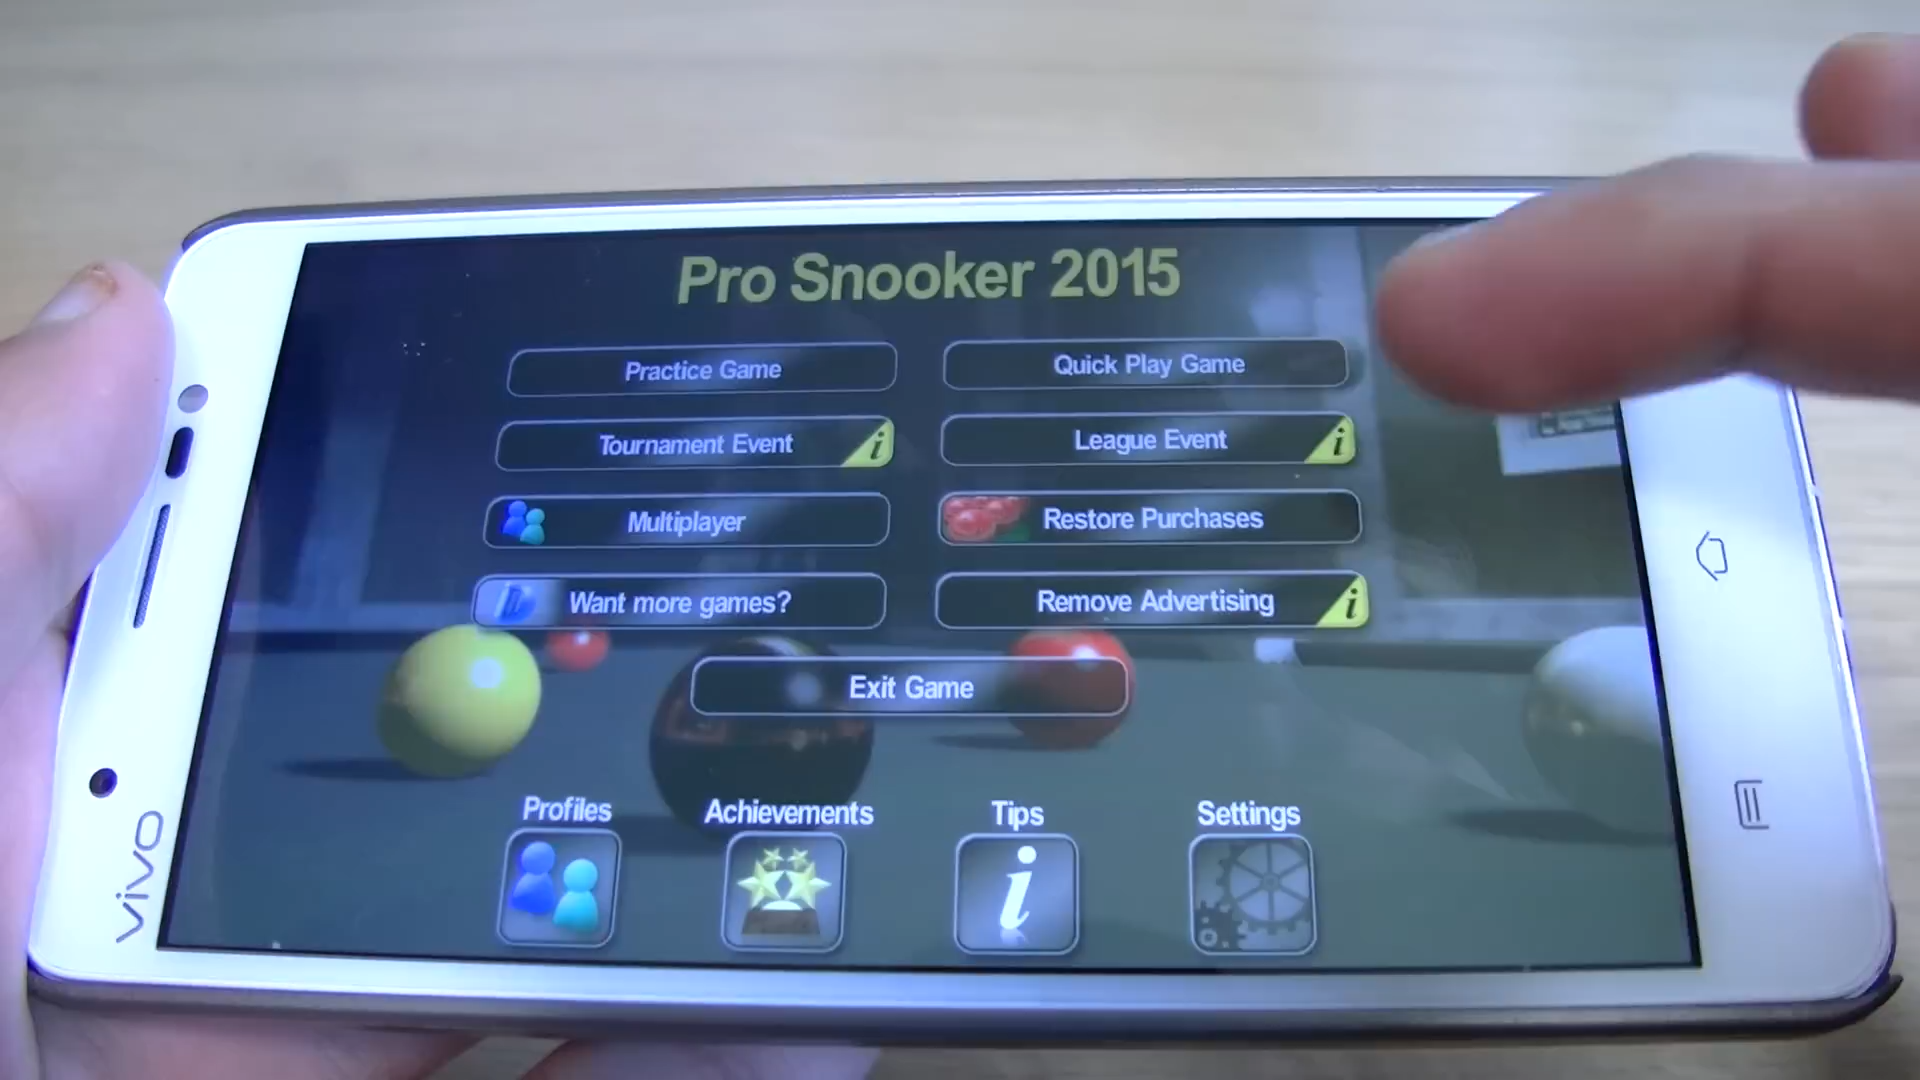 Pro Snooker 2015
Practice Game
Quick Play Game
Tournament Event
League Event
Multiplayer
Restore Purchases
Want more games?
Remove Advertising
Exit Game
Profiles
Achievements
Tips
Settings
vivo